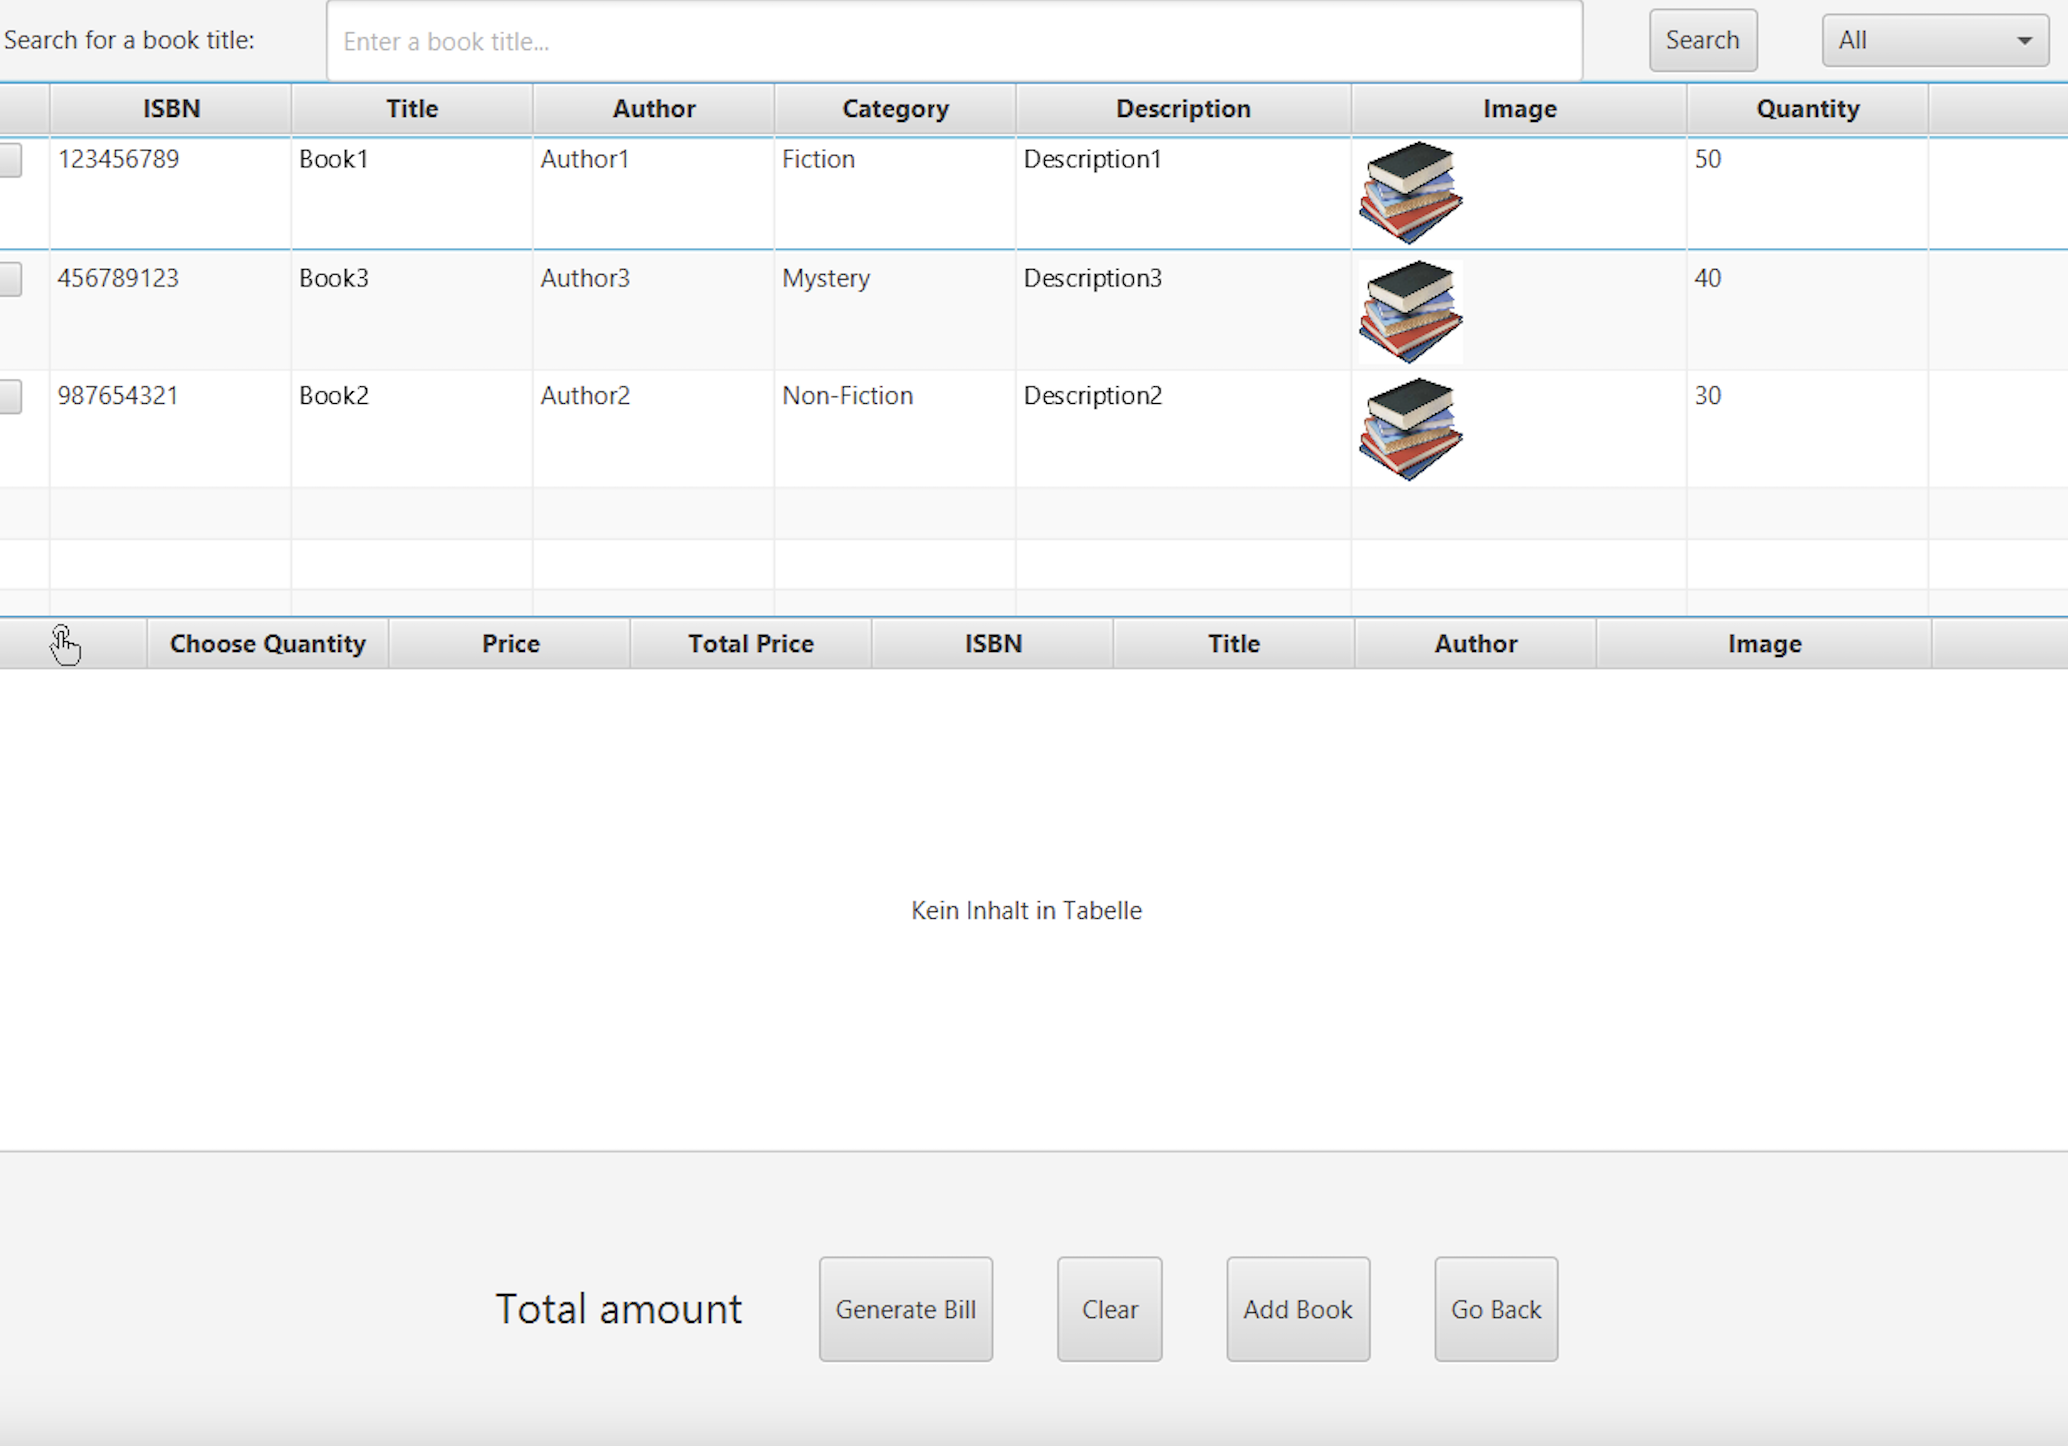 Search for a book title: Enter a book title... Search All
ISBN Title Author Category Description Image Quantity
123456789 Book1 Author1 Fiction Description1 50
456789123 Book3 Author3 Mystery Description3 40
987654321 Book2 Author2 Non-Fiction Description2 30
Choose Quantity Price Total Price ISBN Title Author Image
Kein Inhalt in Tabelle
Total amount Generate Bill Clear Add Book Go Back